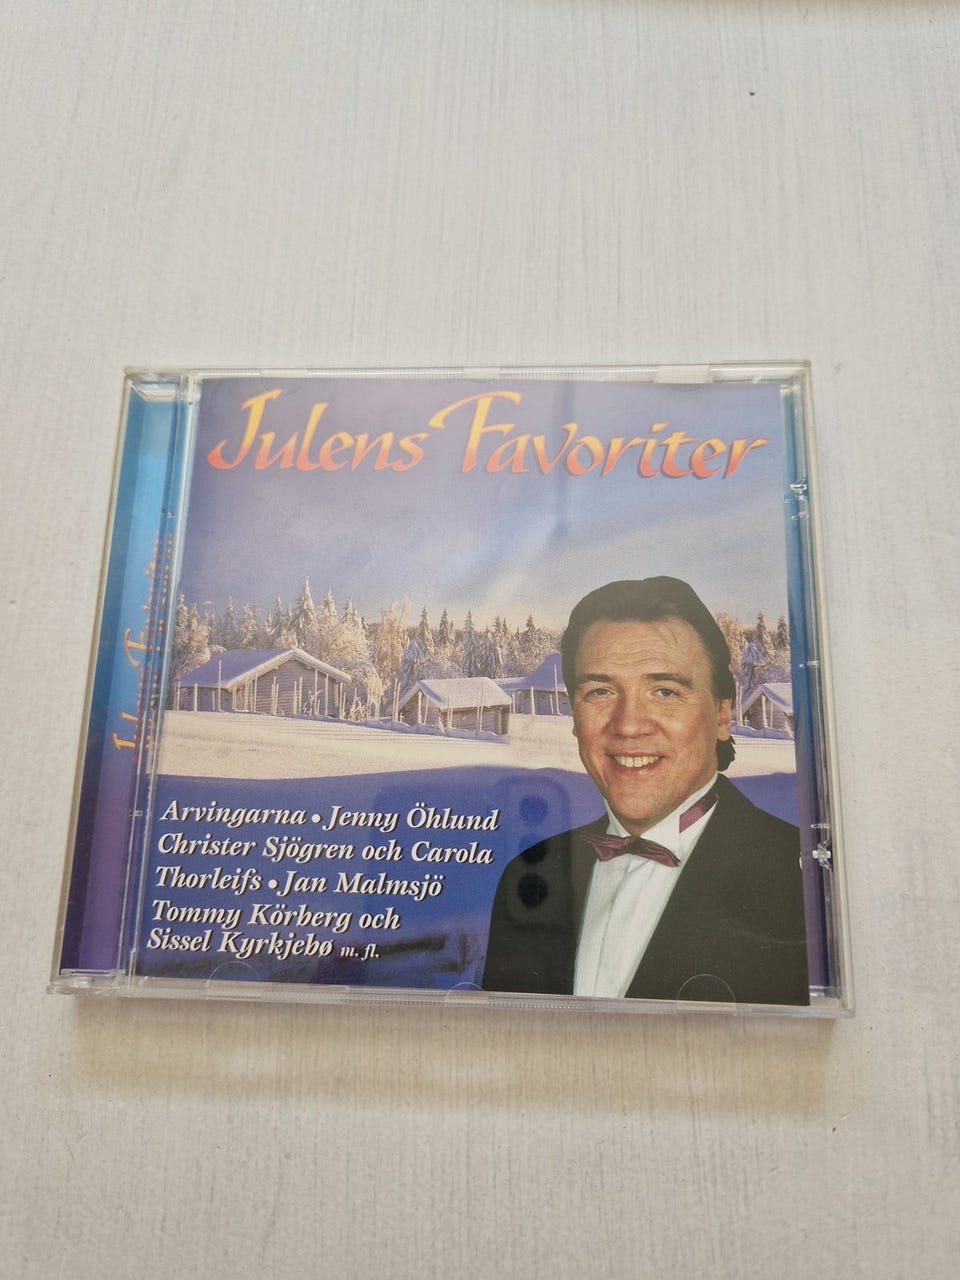 Julens Favoriter
Arvingarna • Jenny Öhlund
Christer Sjögren och Carola
Thorleifs • Jan Malmsjö
Tommy Körberg och
Sissel Kyrkjebø m. fl.